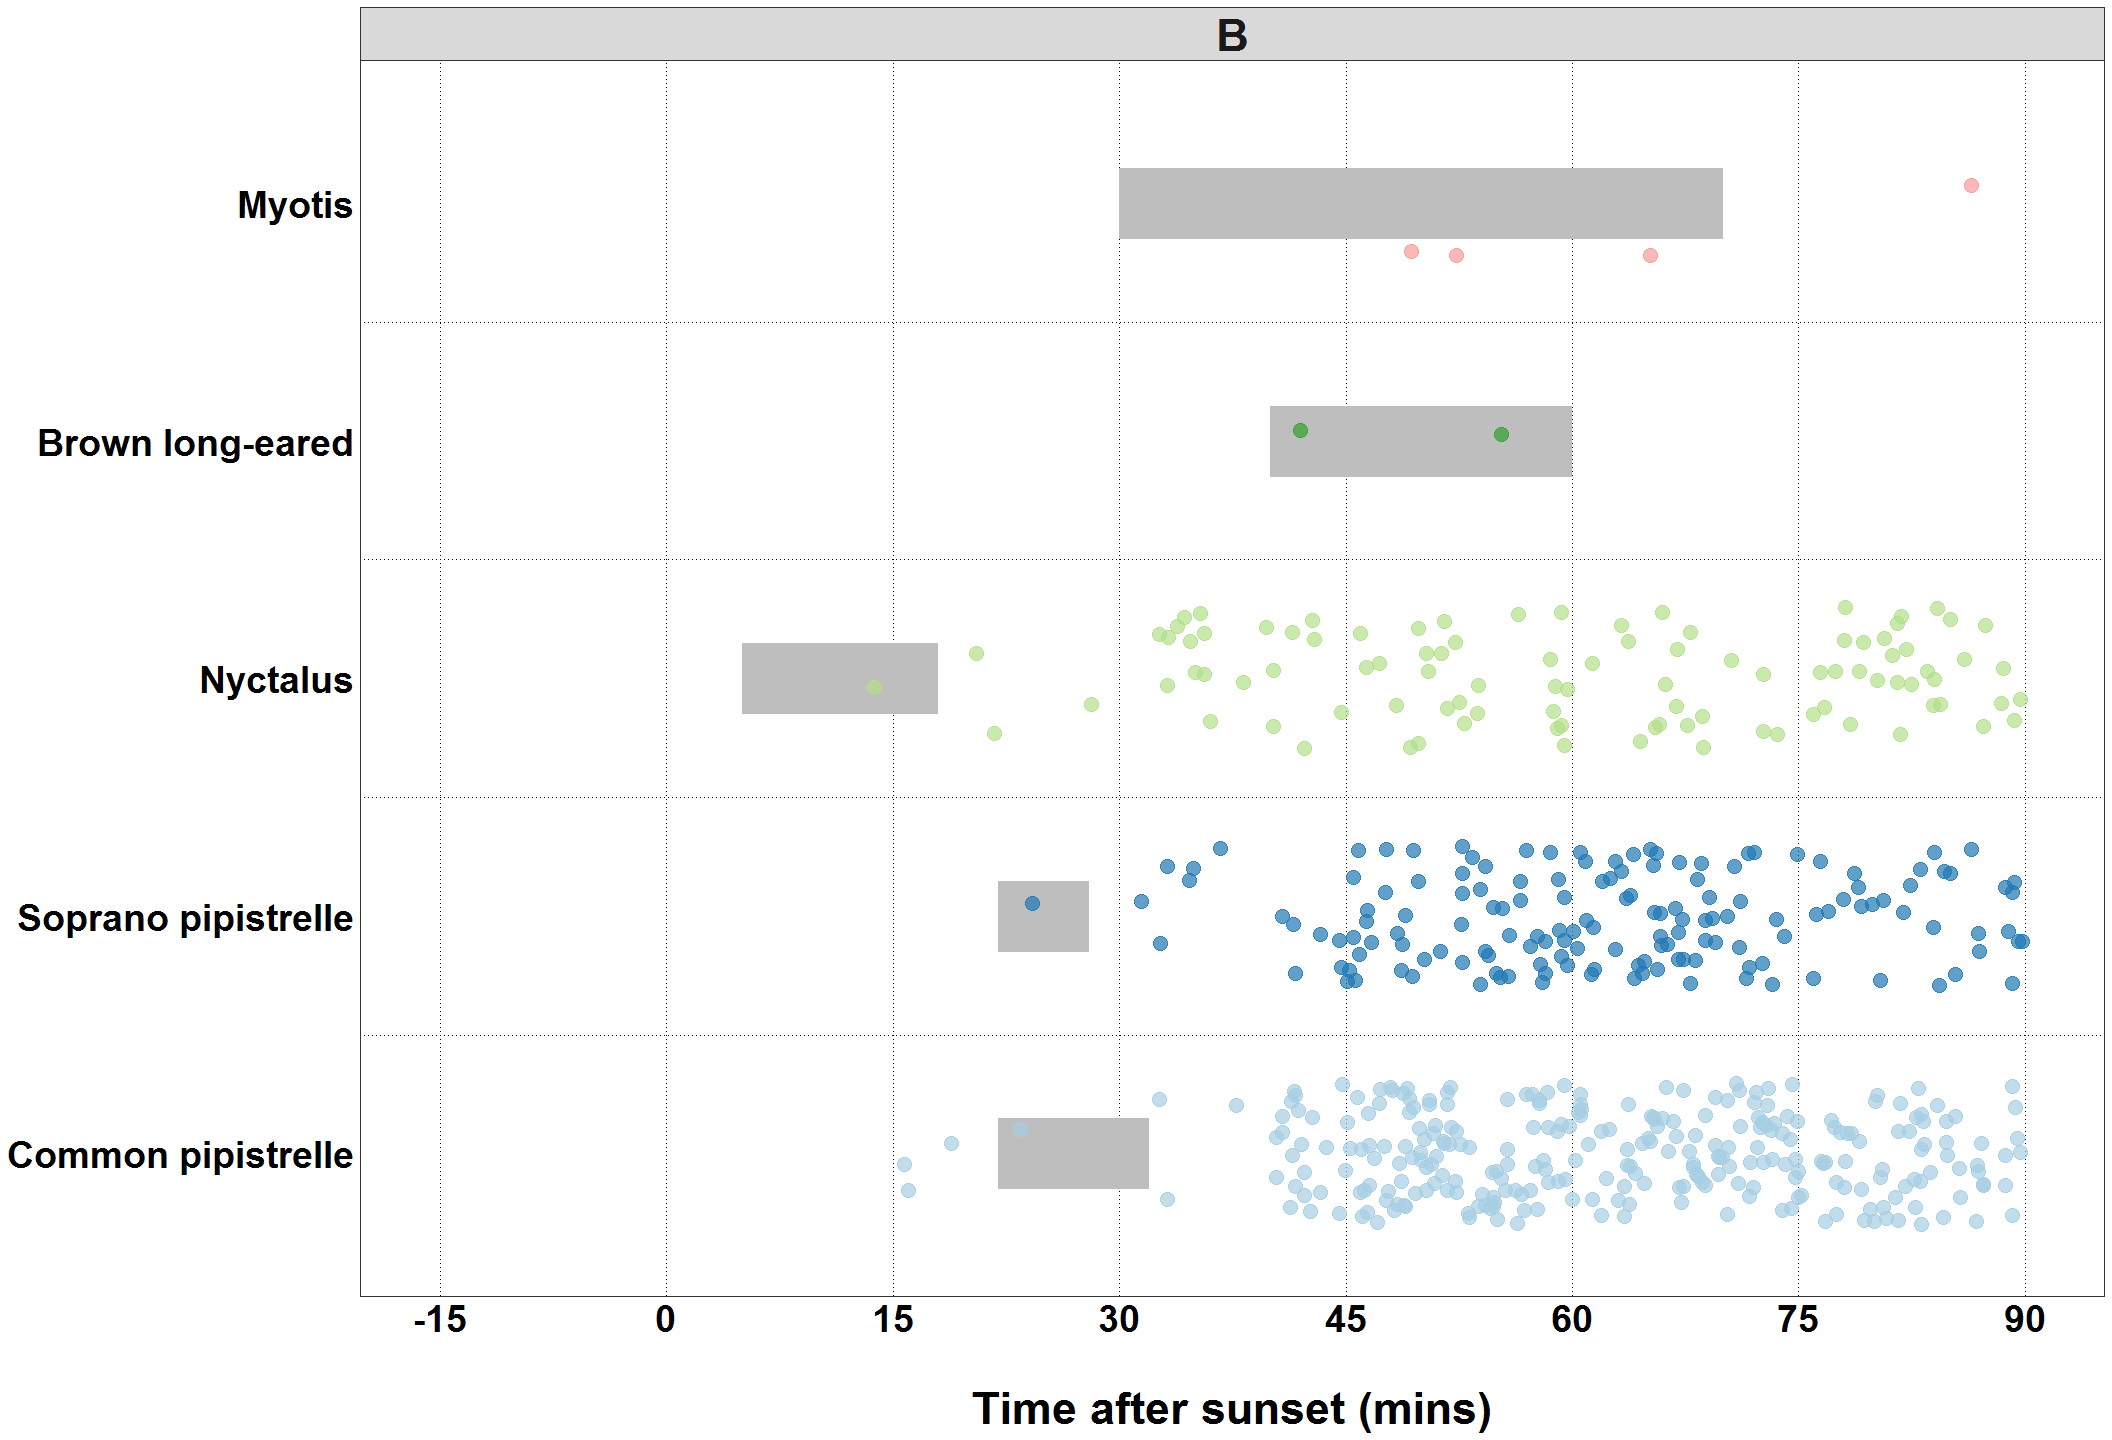 B
Myotis
Brown long-eared
Nyctalus
Soprano pipistrelle
Common pipistrelle
-15 0 15 30 45 60 75 90
Time after sunset (mins)